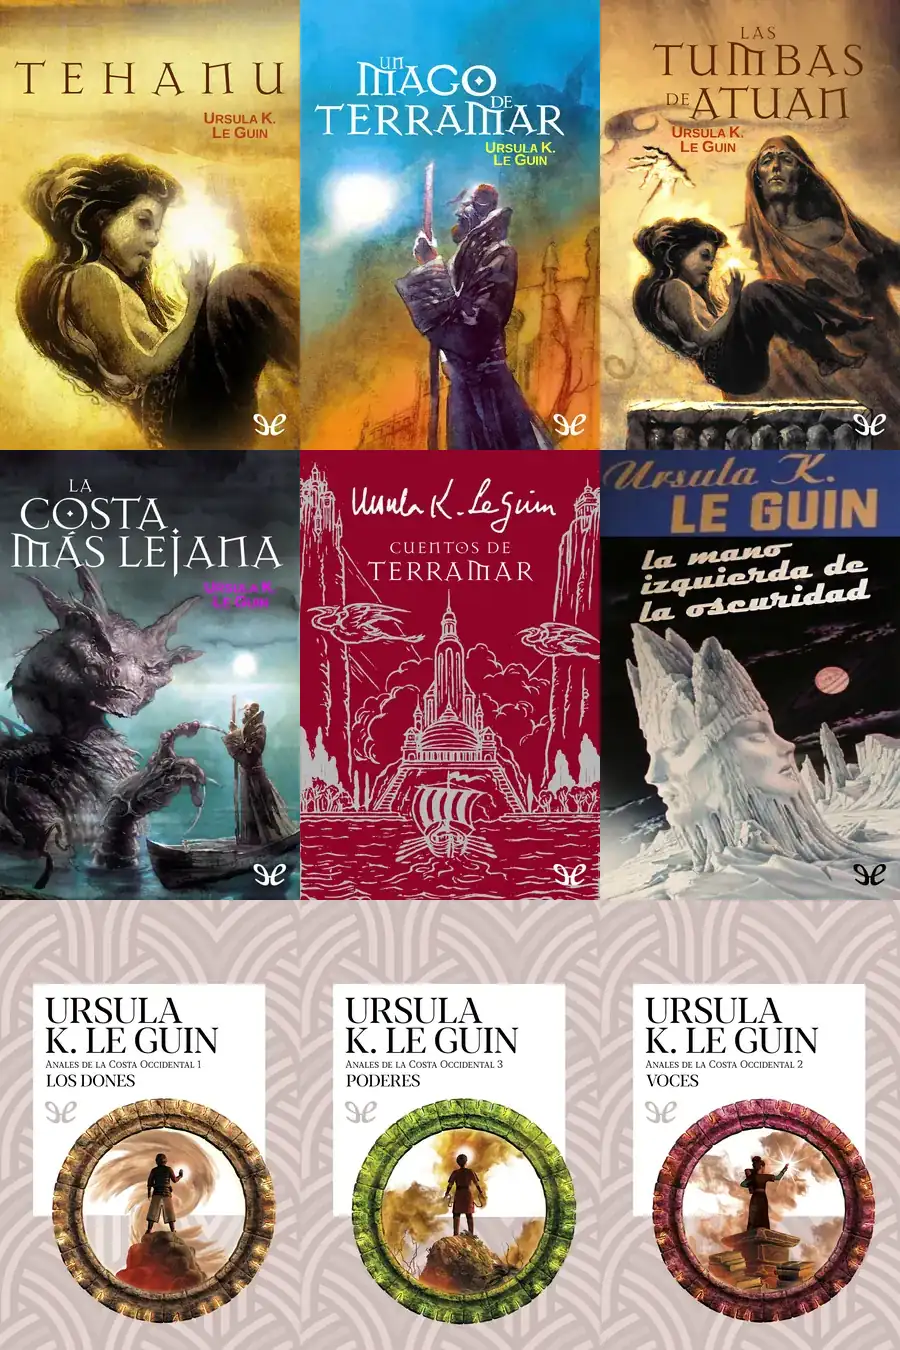 TEHANU
URSULA K.
LE GUIN
UN
MAGO
DE
TERRAMAR
URSULA K.
LE GUIN
LAS
TUMBAS
DE ATUAN
URSULA K.
LE GUIN
LA
COSTA
MÁS LEJANA
URSULA K.
LE GUIN
Ursula K. Le Guin
CUENTOS DE
TERRAMAR
Ursula K.
LE GUIN
la mano
izquierda de
la oscuridad
URSULA
K. LE GUIN
ANALES DE LA COSTA OCCIDENTAL 1
LOS DONES
URSULA
K. LE GUIN
ANALES DE LA COSTA OCCIDENTAL 3
PODERES
URSULA
K. LE GUIN
ANALES DE LA COSTA OCCIDENTAL 2
VOCES